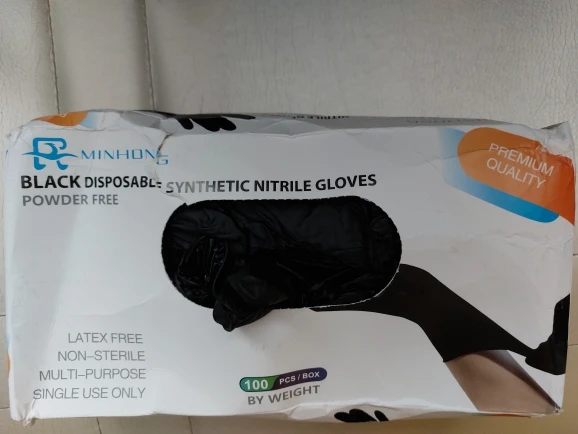 MINHONG
BLACK DISPOSABLE SYNTHETIC NITRILE GLOVES
POWDER FREE
PREMIUM
QUALITY
LATEX FREE
NON-STERILE
MULTI-PURPOSE
SINGLE USE ONLY
100 PCS / BOX
BY WEIGHT